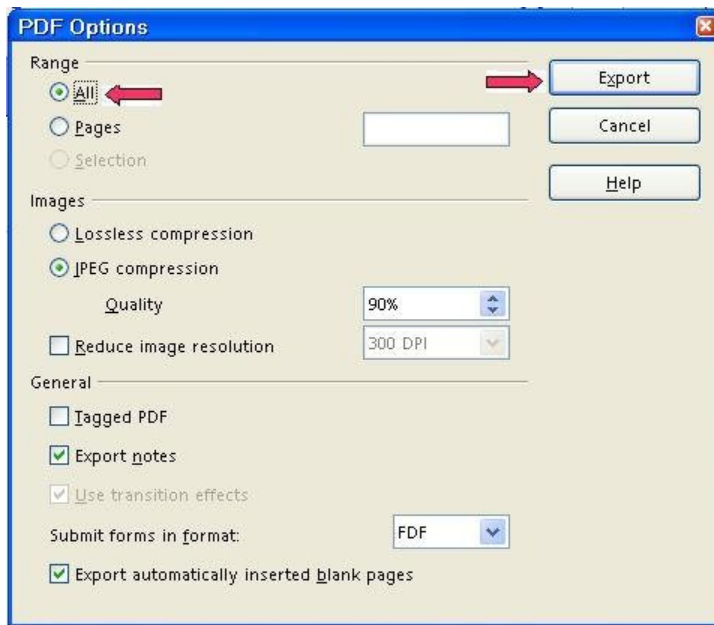 PDF Options
Range
All
Pages
Selection
Export
Cancel
Help
Images
Lossless compression
JPEG compression
Quality 90%
Reduce image resolution 300 DPI
General
Tagged PDF
Export notes
Use transition effects
Submit forms in format: FDF
Export automatically inserted blank pages